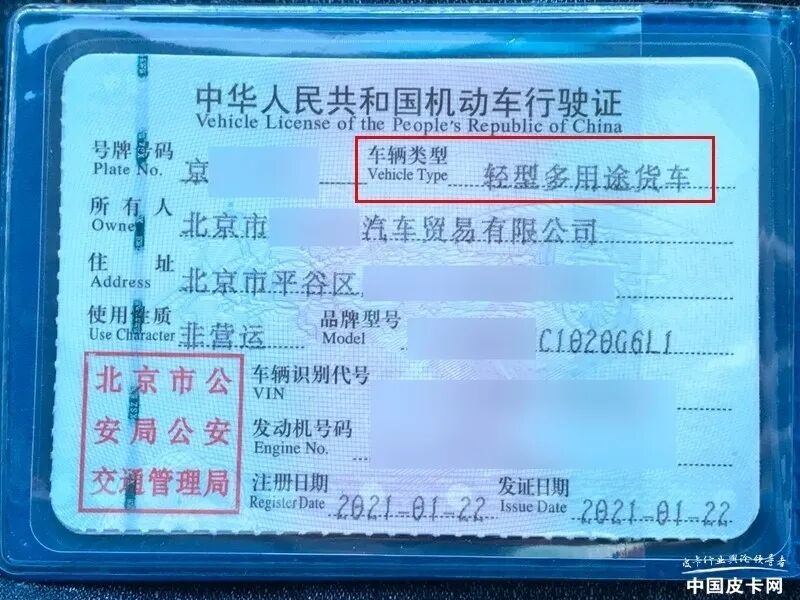 中华人民共和国机动车行驶证
Vehicle License of the People's Republic of China
号牌号码 京 车辆类型 轻型多用途货车
Plate No. Vehicle Type
所有人 北京市 汽车贸易有限公司
Owner
住址 北京市平谷区
Address
使用性质 非营运 品牌型号 C1020G6L1
Use Character Model
北京市公
安局公安
交通管理局
车辆识别代号
VIN
发动机号码
Engine No.
注册日期 2021-01-22 发证日期 2021-01-22
Register Date Issue Date
皮卡行业舆论领导者
中国皮卡网